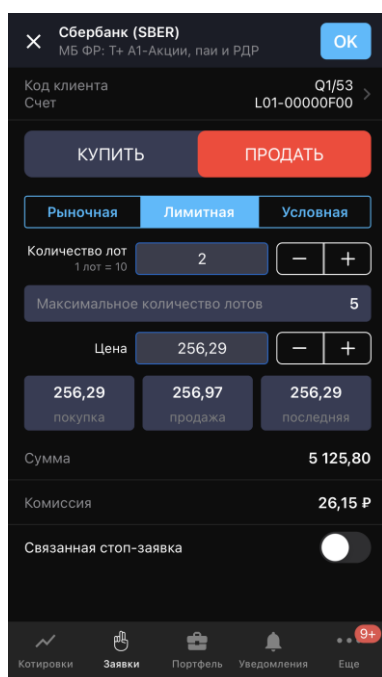 Сбербанк (SBER)
МБ ФР: Т+ А1-Акции, паи и РДР
OK
Код клиента
Q1/53
Счет
L01-00000F00
КУПИТЬ
ПРОДАТЬ
Рыночная
Лимитная
Условная
Количество лот
1 лот = 10
2
Максимальное количество лотов
5
Цена
256,29
256,29
256,97
256,29
покупка
продажа
последняя
Сумма
5 125,80
Комиссия
26,15 ₽
Связанная стоп-заявка
9+
Котировки
Заявки
Портфель
Уведомления
Еще